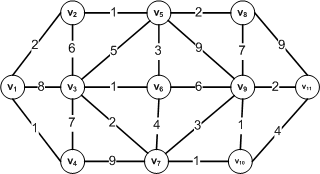 v₂ 1 v₅ 2 v₈
2 6 5 3 9 7 9
v₁ 8 v₃ 1 v₆ 6 v₉ 2 v₁₁
1 7 2 4 3 1 4
v₄ 9 v₇ 1 v₁₀